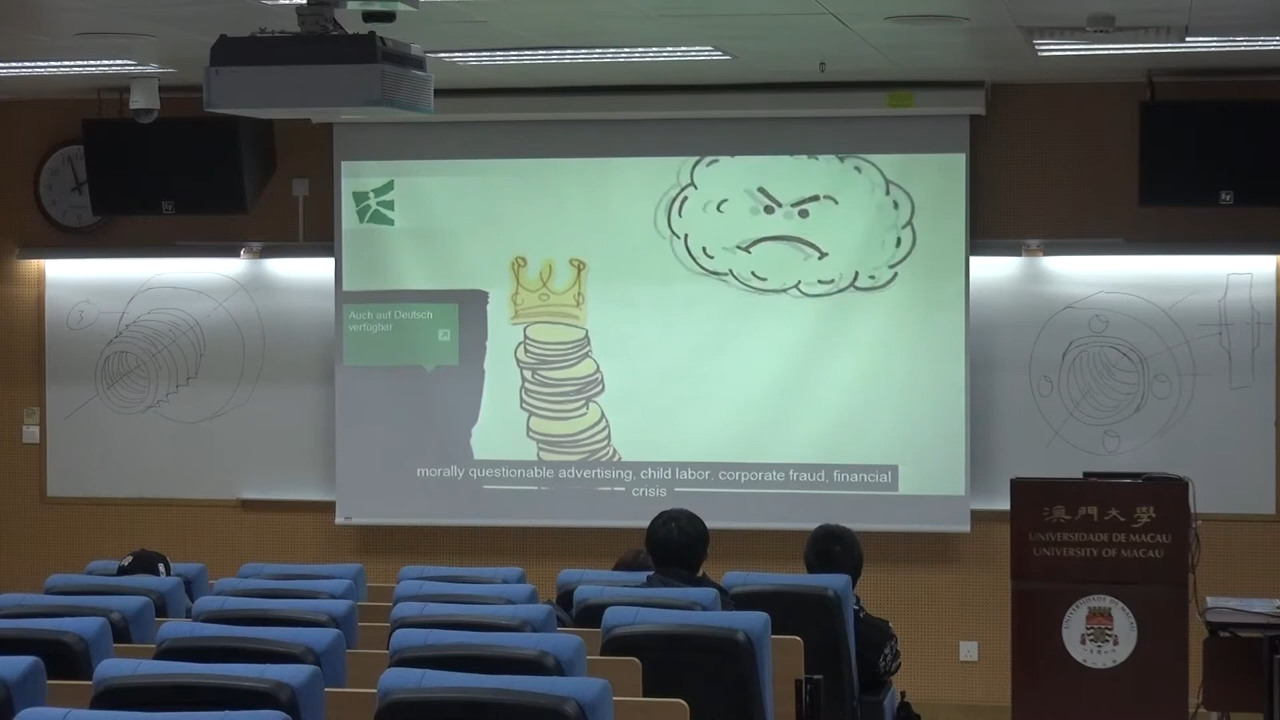 Auch auf Deutsch
verfügbar
morally questionable advertising, child labor, corporate fraud, financial
crisis
3
澳門大學
UNIVERSIDADE DE MACAU
UNIVERSITY OF MACAU